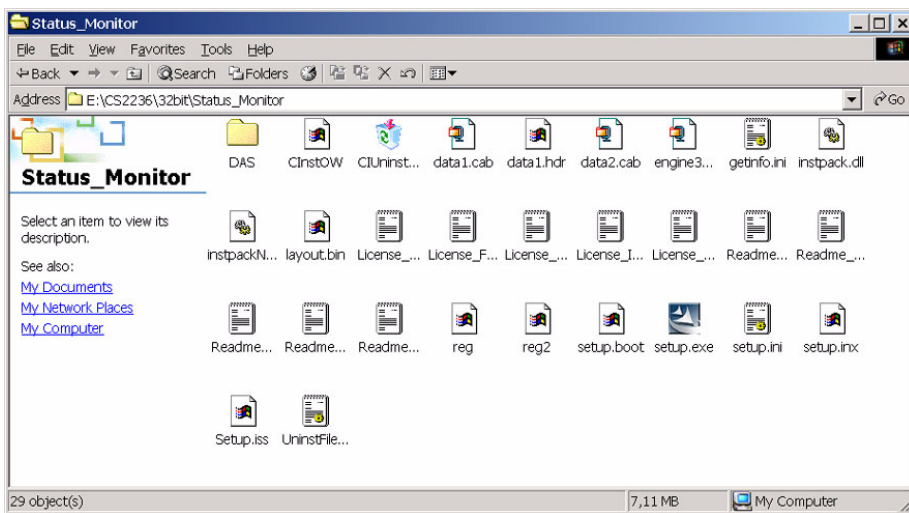 Status_Monitor
File Edit View Favorites Tools Help
Back Search Folders
Address E:\CS2236\32bit\Status_Monitor Go
Status_Monitor
Select an item to view its
description.
See also:
My Documents
My Network Places
My Computer
DAS CInstOW CIUninst... data1.cab data1.hdr data2.cab engine3... getinfo.ini instpack.dll
instpackN... layout.bin License_... License_F... License_... License_I... License_... Readme... Readme_...
Readme... Readme... Readme... reg reg2 setup.boot setup.exe setup.ini setup.inx
Setup.iss UninstFile...
29 object(s) 7,11 MB My Computer